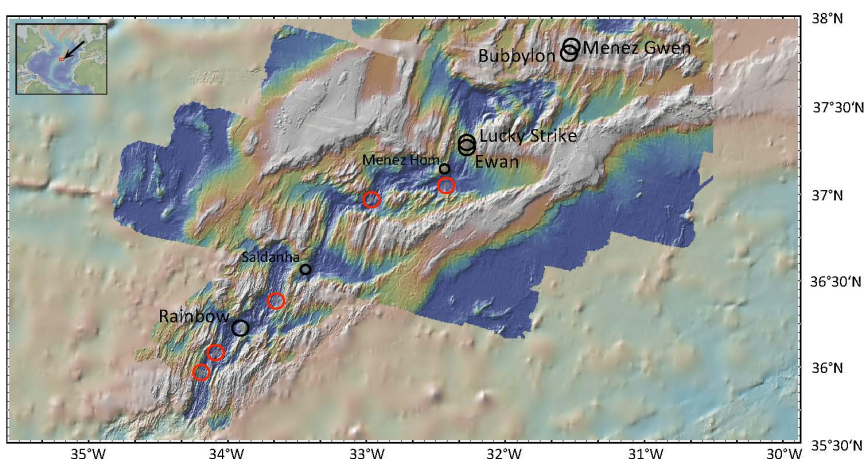 38°N
Bubbylon
Menez Gwen
37°30'N
Lucky Strike
Menez Hom
Ewan
37°N
Saldanha
36°30'N
Rainbow
36°N
35°30'N
35°W
34°W
33°W
32°W
31°W
30°W